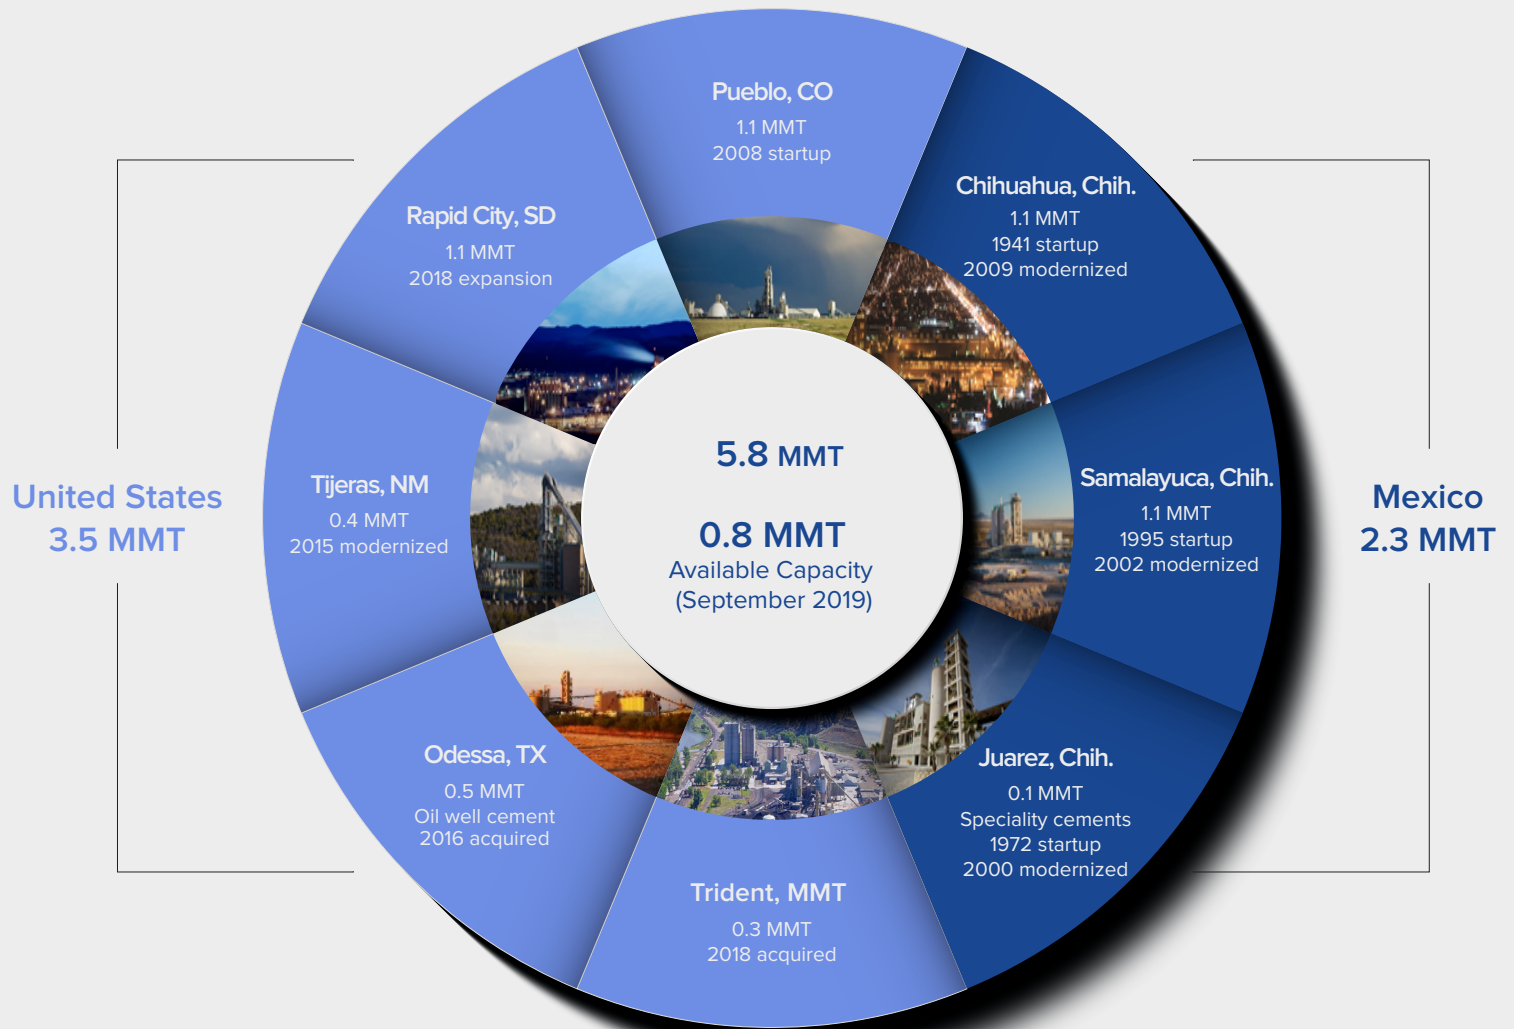 Pueblo, CO
1.1 MMT
2008 startup
Chihuahua, Chih.
1.1 MMT
1941 startup
2009 modernized
Rapid City, SD
1.1 MMT
2018 expansion
Tijeras, NM
0.4 MMT
2015 modernized
Samalayuca, Chih.
1.1 MMT
1995 startup
2002 modernized
United States
3.5 MMT
5.8 MMT
0.8 MMT
Available Capacity
(September 2019)
Mexico
2.3 MMT
Odessa, TX
0.5 MMT
Oil well cement
2016 acquired
Juarez, Chih.
0.1 MMT
Speciality cements
1972 startup
2000 modernized
Trident, MMT
0.3 MMT
2018 acquired